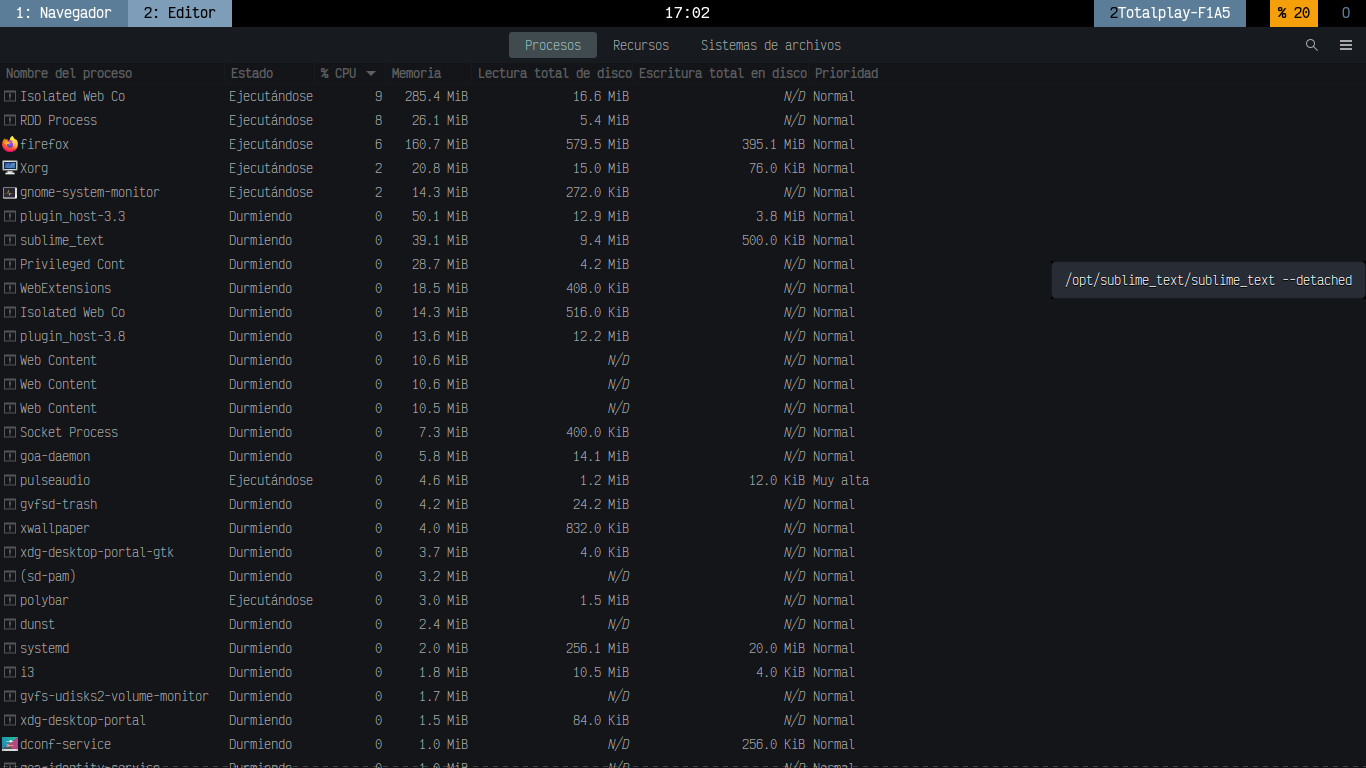 1: Navegador 2: Editor 17:02 2Totalplay-F1A5 % 20 0
Procesos Recursos Sistemas de archivos
Nombre del proceso Estado % CPU Memoria Lectura total de disco Escritura total en disco Prioridad
Isolated Web Co Ejecutándose 9 285.4 MiB 16.6 MiB N/D Normal
RDD Process Ejecutándose 8 26.1 MiB 5.4 MiB N/D Normal
firefox Ejecutándose 6 160.7 MiB 579.5 MiB 395.1 MiB Normal
Xorg Ejecutándose 2 20.8 MiB 15.0 MiB 76.0 KiB Normal
gnome-system-monitor Ejecutándose 2 14.3 MiB 272.0 KiB N/D Normal
plugin_host-3.3 Durmiendo 0 50.1 MiB 12.9 MiB 3.8 MiB Normal
sublime_text Durmiendo 0 39.1 MiB 9.4 MiB 500.0 KiB Normal
Privileged Cont Durmiendo 0 28.7 MiB 4.2 MiB N/D Normal
/opt/sublime_text/sublime_text --detached
WebExtensions Durmiendo 0 18.5 MiB 408.0 KiB N/D Normal
Isolated Web Co Durmiendo 0 14.3 MiB 516.0 KiB N/D Normal
plugin_host-3.8 Durmiendo 0 13.6 MiB 12.2 MiB N/D Normal
Web Content Durmiendo 0 10.6 MiB N/D N/D Normal
Web Content Durmiendo 0 10.6 MiB N/D N/D Normal
Web Content Durmiendo 0 10.5 MiB N/D N/D Normal
Socket Process Durmiendo 0 7.3 MiB 400.0 KiB N/D Normal
goa-daemon Durmiendo 0 5.8 MiB 14.1 MiB N/D Normal
pulseaudio Ejecutándose 0 4.6 MiB 1.2 MiB 12.0 KiB Muy alta
gvfsd-trash Durmiendo 0 4.2 MiB 24.2 MiB N/D Normal
xwallpaper Durmiendo 0 4.0 MiB 832.0 KiB N/D Normal
xdg-desktop-portal-gtk Durmiendo 0 3.7 MiB 4.0 KiB N/D Normal
(sd-pam) Durmiendo 0 3.2 MiB N/D N/D Normal
polybar Ejecutándose 0 3.0 MiB 1.5 MiB N/D Normal
dunst Durmiendo 0 2.4 MiB N/D N/D Normal
systemd Durmiendo 0 2.0 MiB 256.1 MiB 20.0 MiB Normal
i3 Durmiendo 0 1.8 MiB 10.5 MiB 4.0 KiB Normal
gvfs-udisks2-volume-monitor Durmiendo 0 1.7 MiB N/D N/D Normal
xdg-desktop-portal Durmiendo 0 1.5 MiB 84.0 KiB N/D Normal
dconf-service Durmiendo 0 1.0 MiB N/D 256.0 KiB Normal
goa-identity-service Durmiendo 0 1.0 MiB N/D N/D Normal